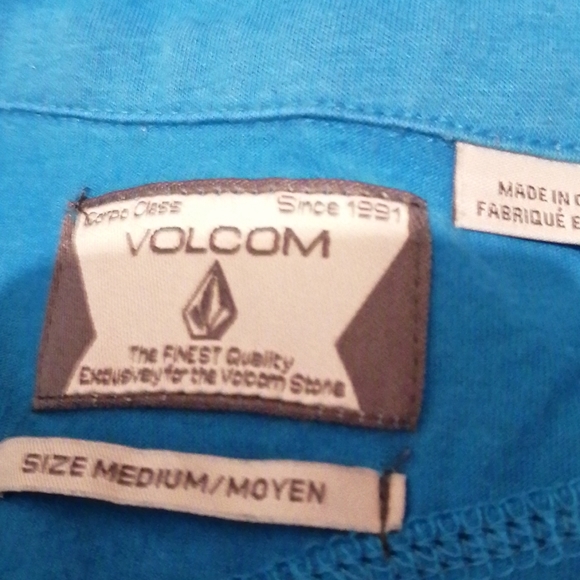 Corpo Class Since 1991
VOLCOM
The FINEST Quality
Exclusively for the Volcom Stone
SIZE MEDIUM/MOYEN
MADE IN
FABRIQUÉ